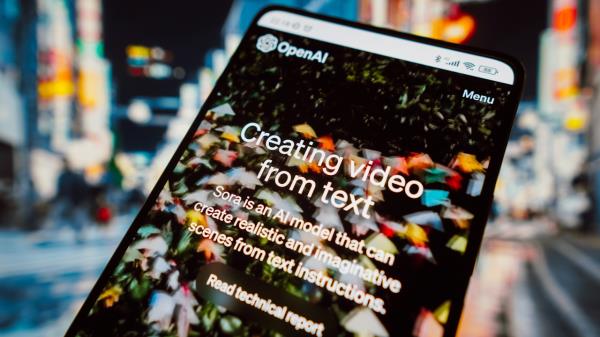 OpenAI
Menu
Creating video
from text
Sora is an AI model that can
create realistic and imaginative
scenes from text instructions.
Read technical report